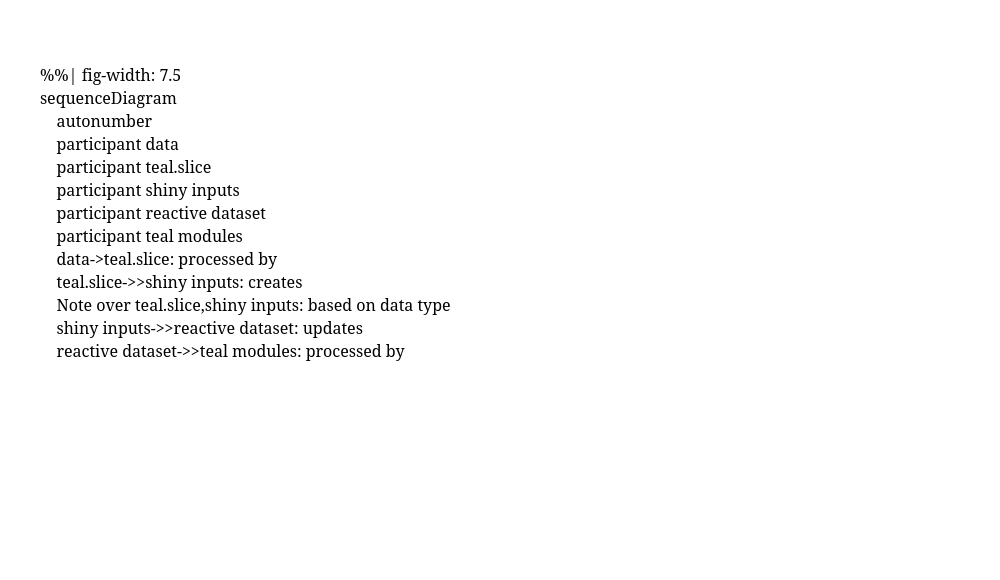 %%| fig-width: 7.5
sequenceDiagram
    autonumber
    participant data
    participant teal.slice
    participant shiny inputs
    participant reactive dataset
    participant teal modules
    data->teal.slice: processed by
    teal.slice->>shiny inputs: creates
    Note over teal.slice,shiny inputs: based on data type
    shiny inputs->>reactive dataset: updates
    reactive dataset->>teal modules: processed by